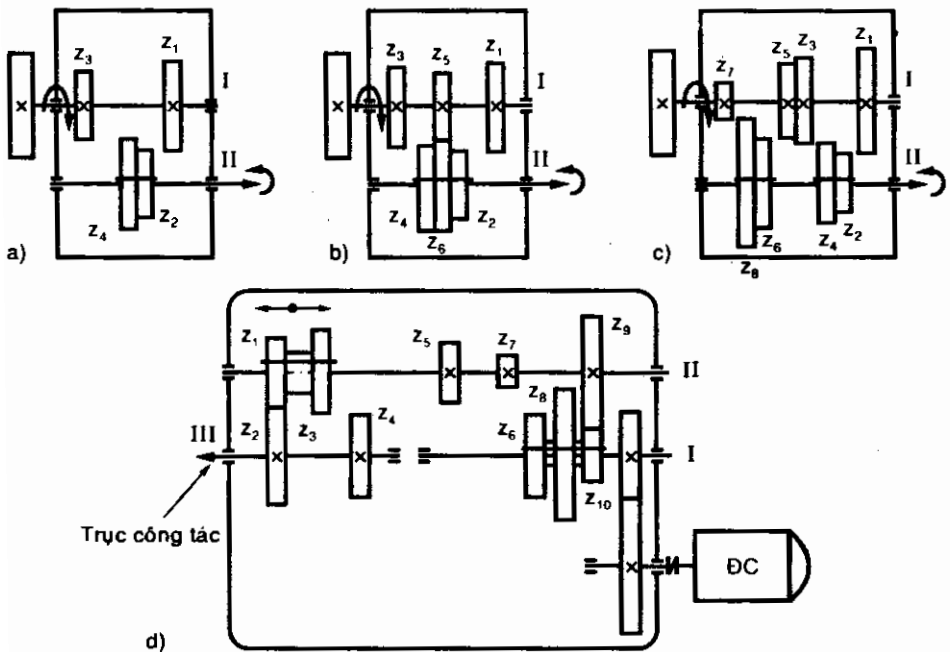 z₃ z₁ I
II
z₄ z₂
a)
z₃ z₅ z₁ I
II
z₄ z₆ z₂
b)
z₇ z₅ z₃ z₁ I
II
z₈ z₆ z₄ z₂
c)
z₁ z₅ z₇ z₉ II
III z₂ z₃ z₄ z₆ z₈ z₁₀ I
Trục công tác
ĐC
d)